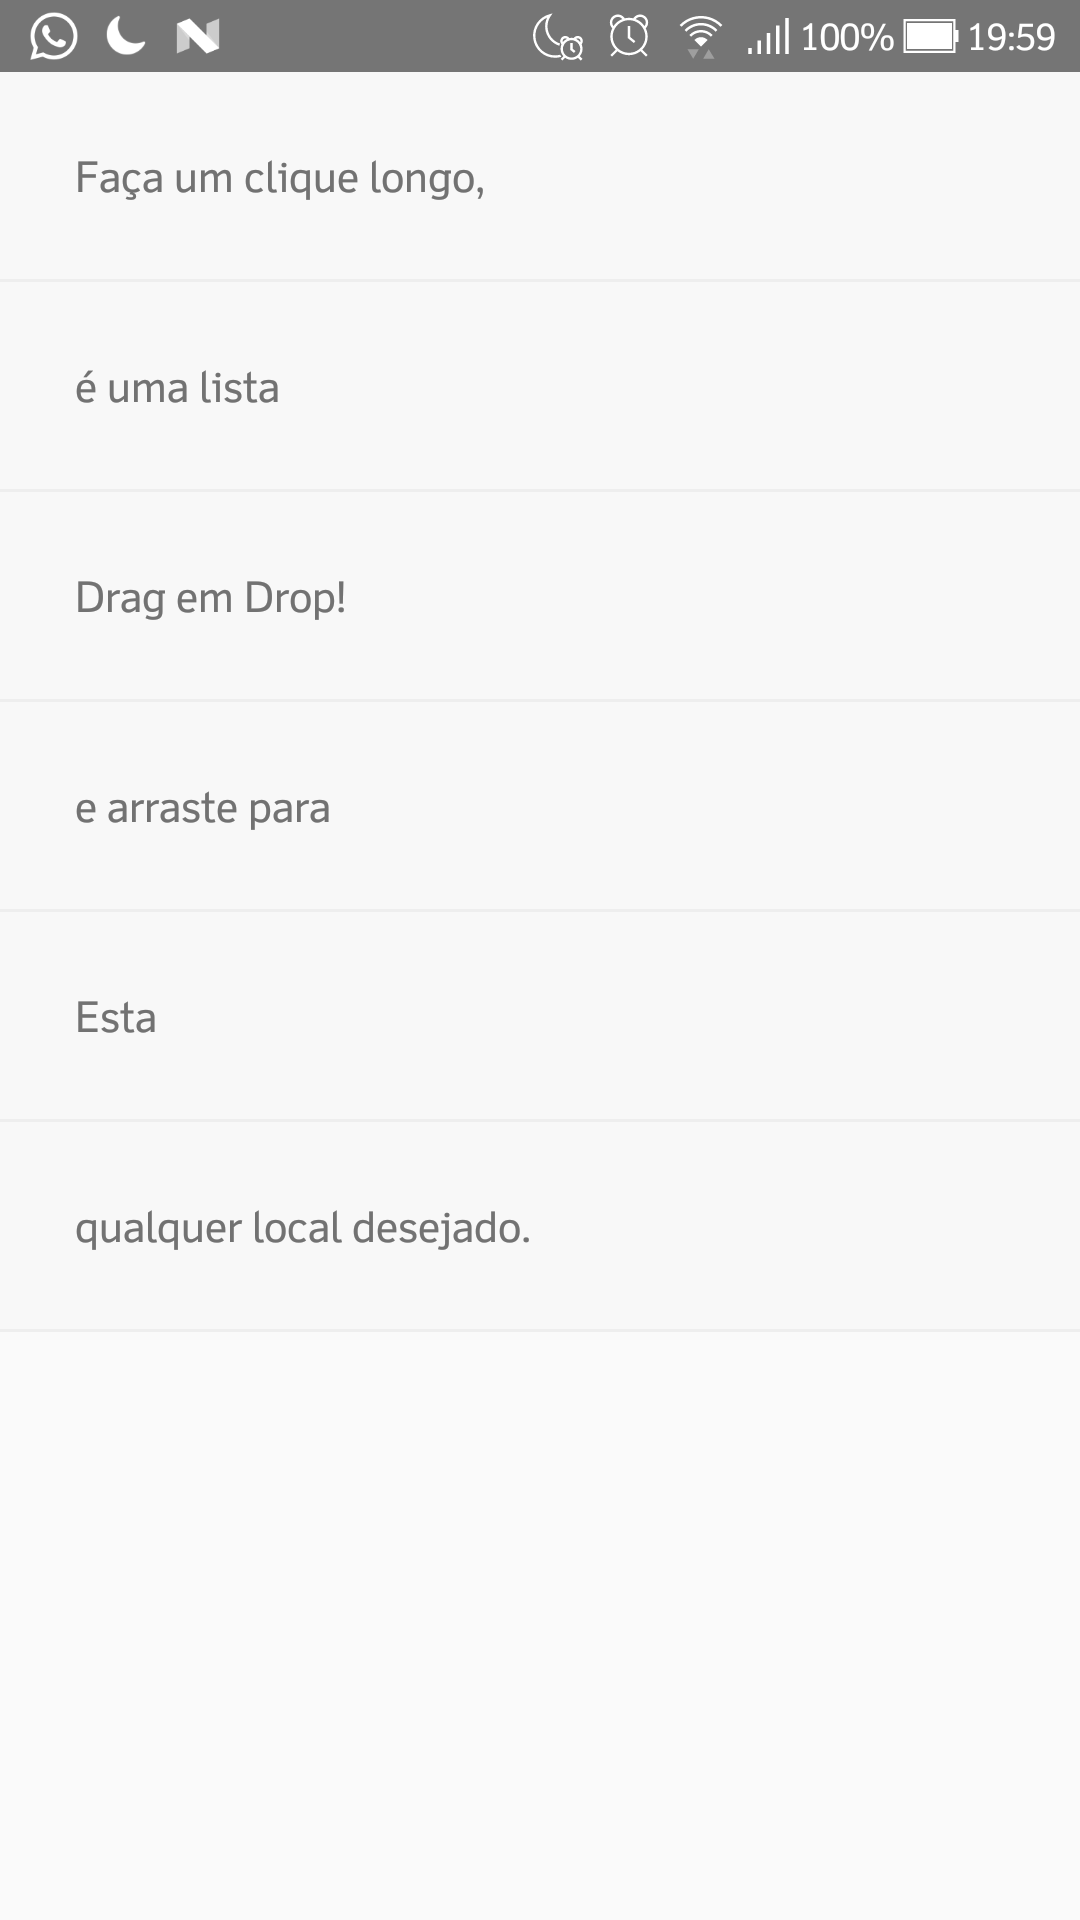 100% 19:59
Faça um clique longo,
é uma lista
Drag em Drop!
e arraste para
Esta
qualquer local desejado.